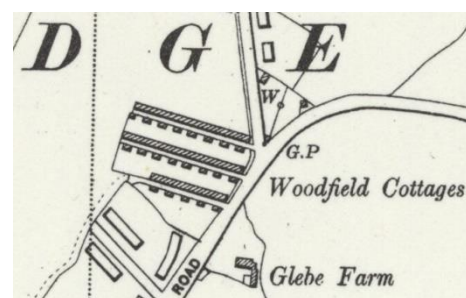 D G E
W
G.P
Woodfield Cottages
ROAD
Glebe Farm